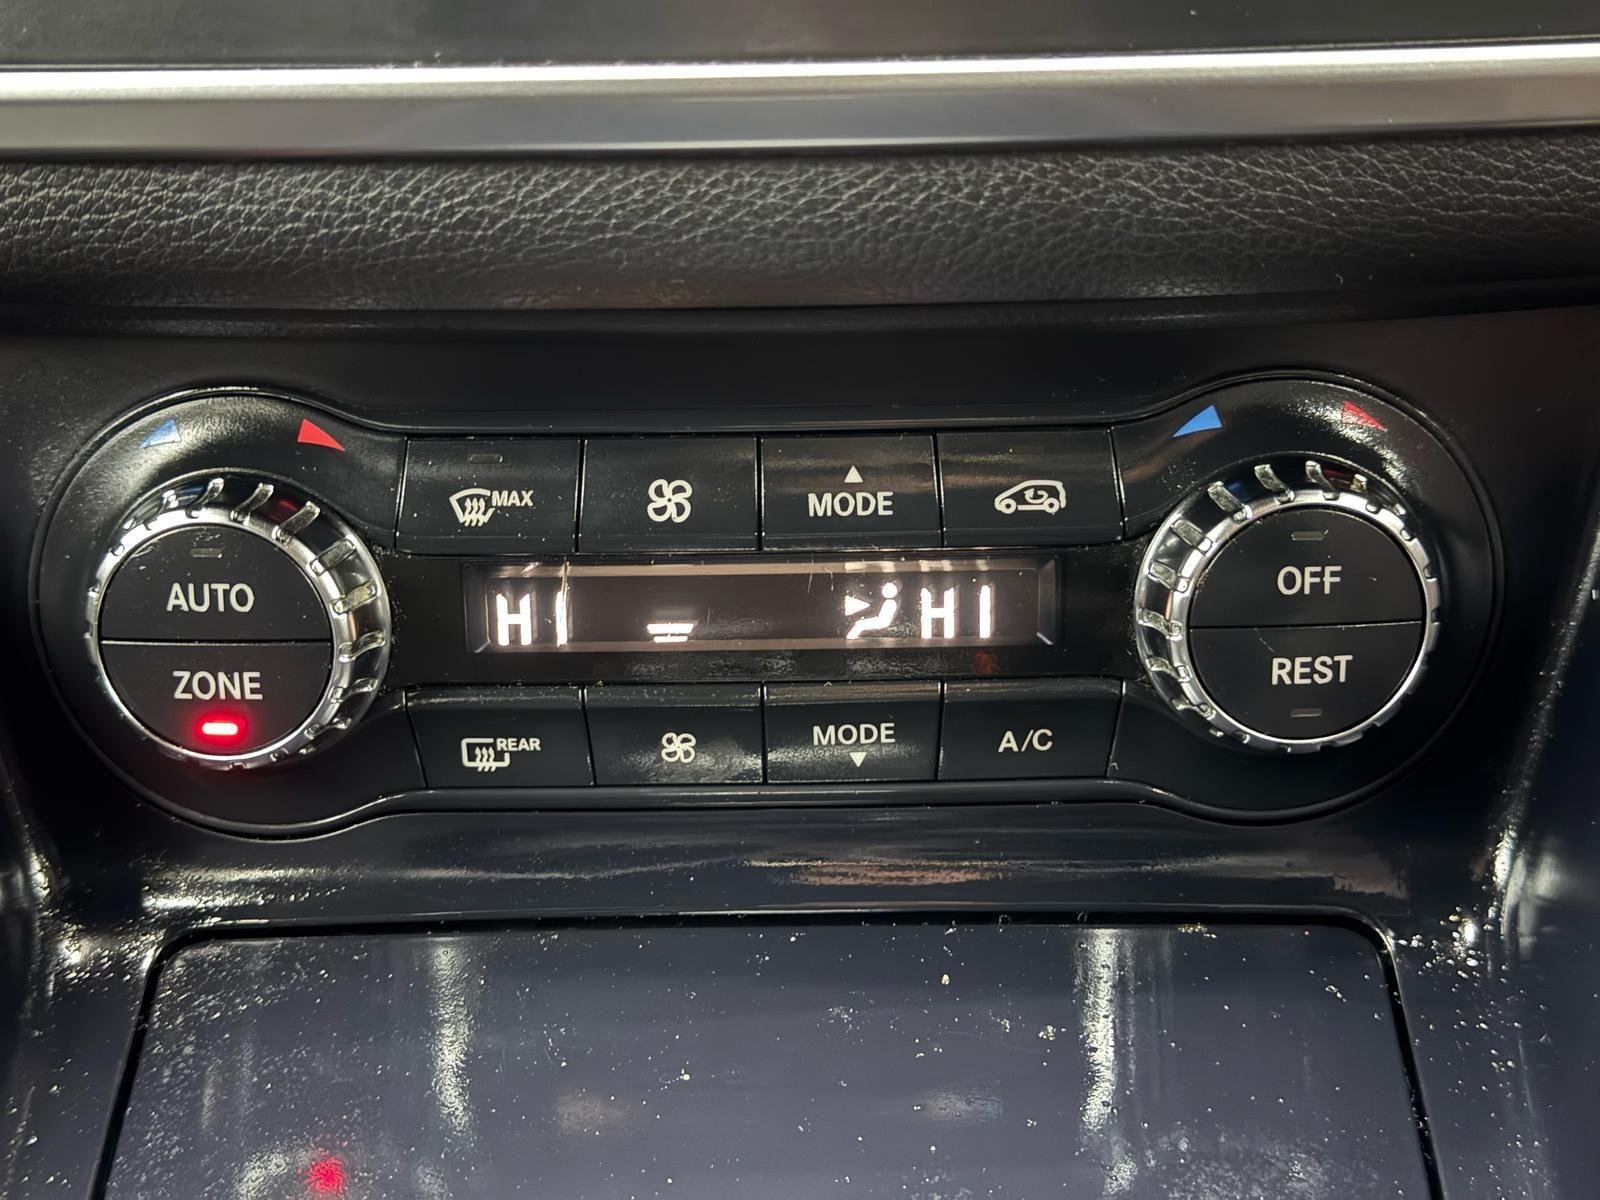 MAX
MODE
AUTO
ZONE
HI
HI
OFF
REST
REAR
MODE
A/C